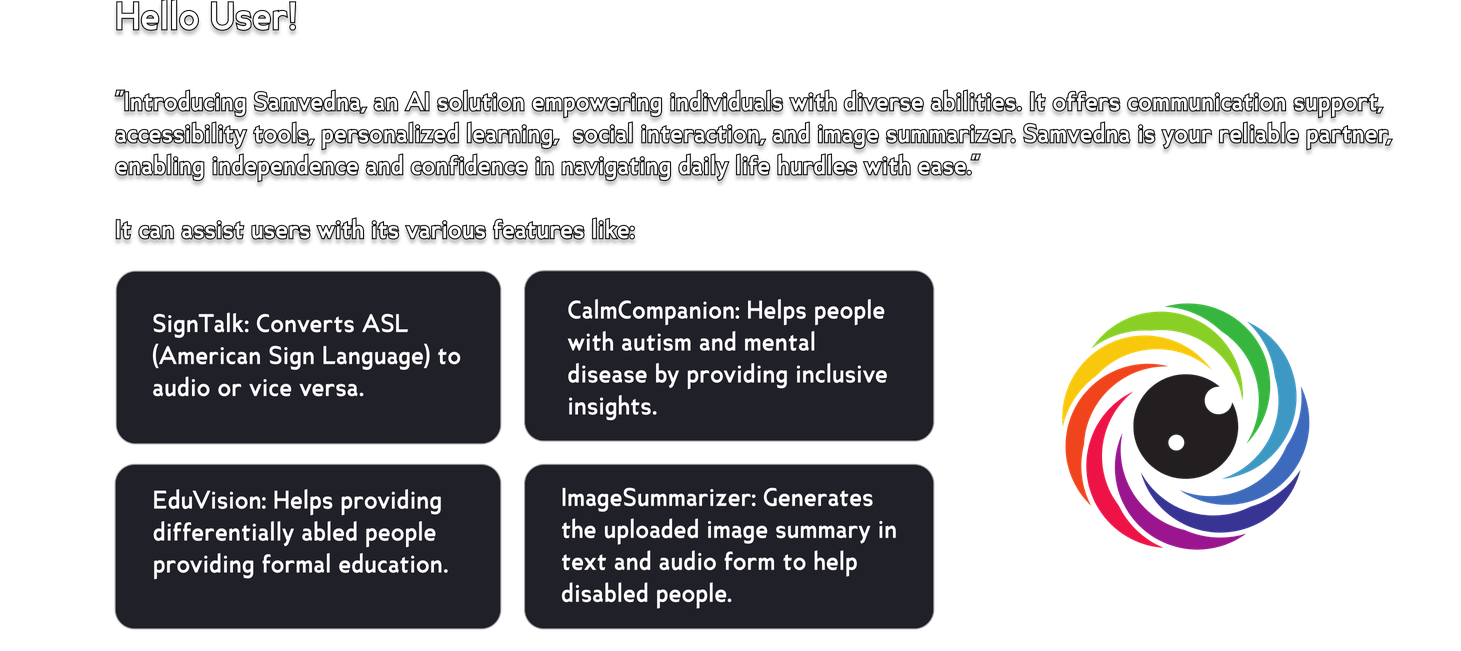 Hello User!
"Introducing Samvedna, an AI solution empowering individuals with diverse abilities. It offers communication support,
accessibility tools, personalized learning,  social interaction, and image summarizer. Samvedna is your reliable partner,
enabling independence and confidence in navigating daily life hurdles with ease."
It can assist users with its various features like:
SignTalk: Converts ASL
(American Sign Language) to
audio or vice versa.
CalmCompanion: Helps people
with autism and mental
disease by providing inclusive
insights.
EduVision: Helps providing
differentially abled people
providing formal education.
ImageSummarizer: Generates
the uploaded image summary in
text and audio form to help
disabled people.